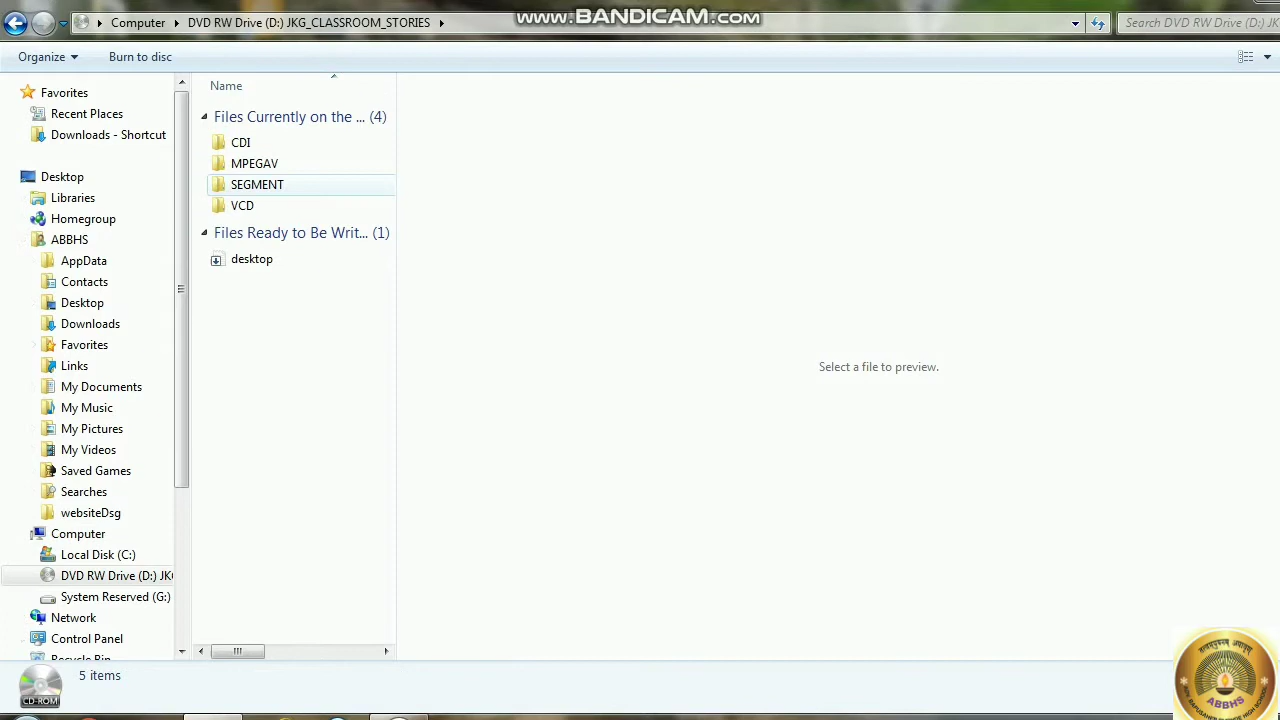 www.BANDICAM.com
Computer
DVD RW Drive (D:) JKG_CLASSROOM_STORIES
Search DVD RW Drive (D:) JKG
Organize
Burn to disc
Favorites
Recent Places
Downloads - Shortcut
Desktop
Libraries
Homegroup
ABBHS
AppData
Contacts
Desktop
Downloads
Favorites
Links
My Documents
My Music
My Pictures
My Videos
Saved Games
Searches
websiteDsg
Computer
Local Disk (C:)
DVD RW Drive (D:) JK
System Reserved (G:)
Network
Control Panel
Recycle Bin
Name
Files Currently on the ... (4)
CDI
MPEGAV
SEGMENT
VCD
Files Ready to Be Writ... (1)
desktop
Select a file to preview.
CD-ROM
5 items
ABBHS